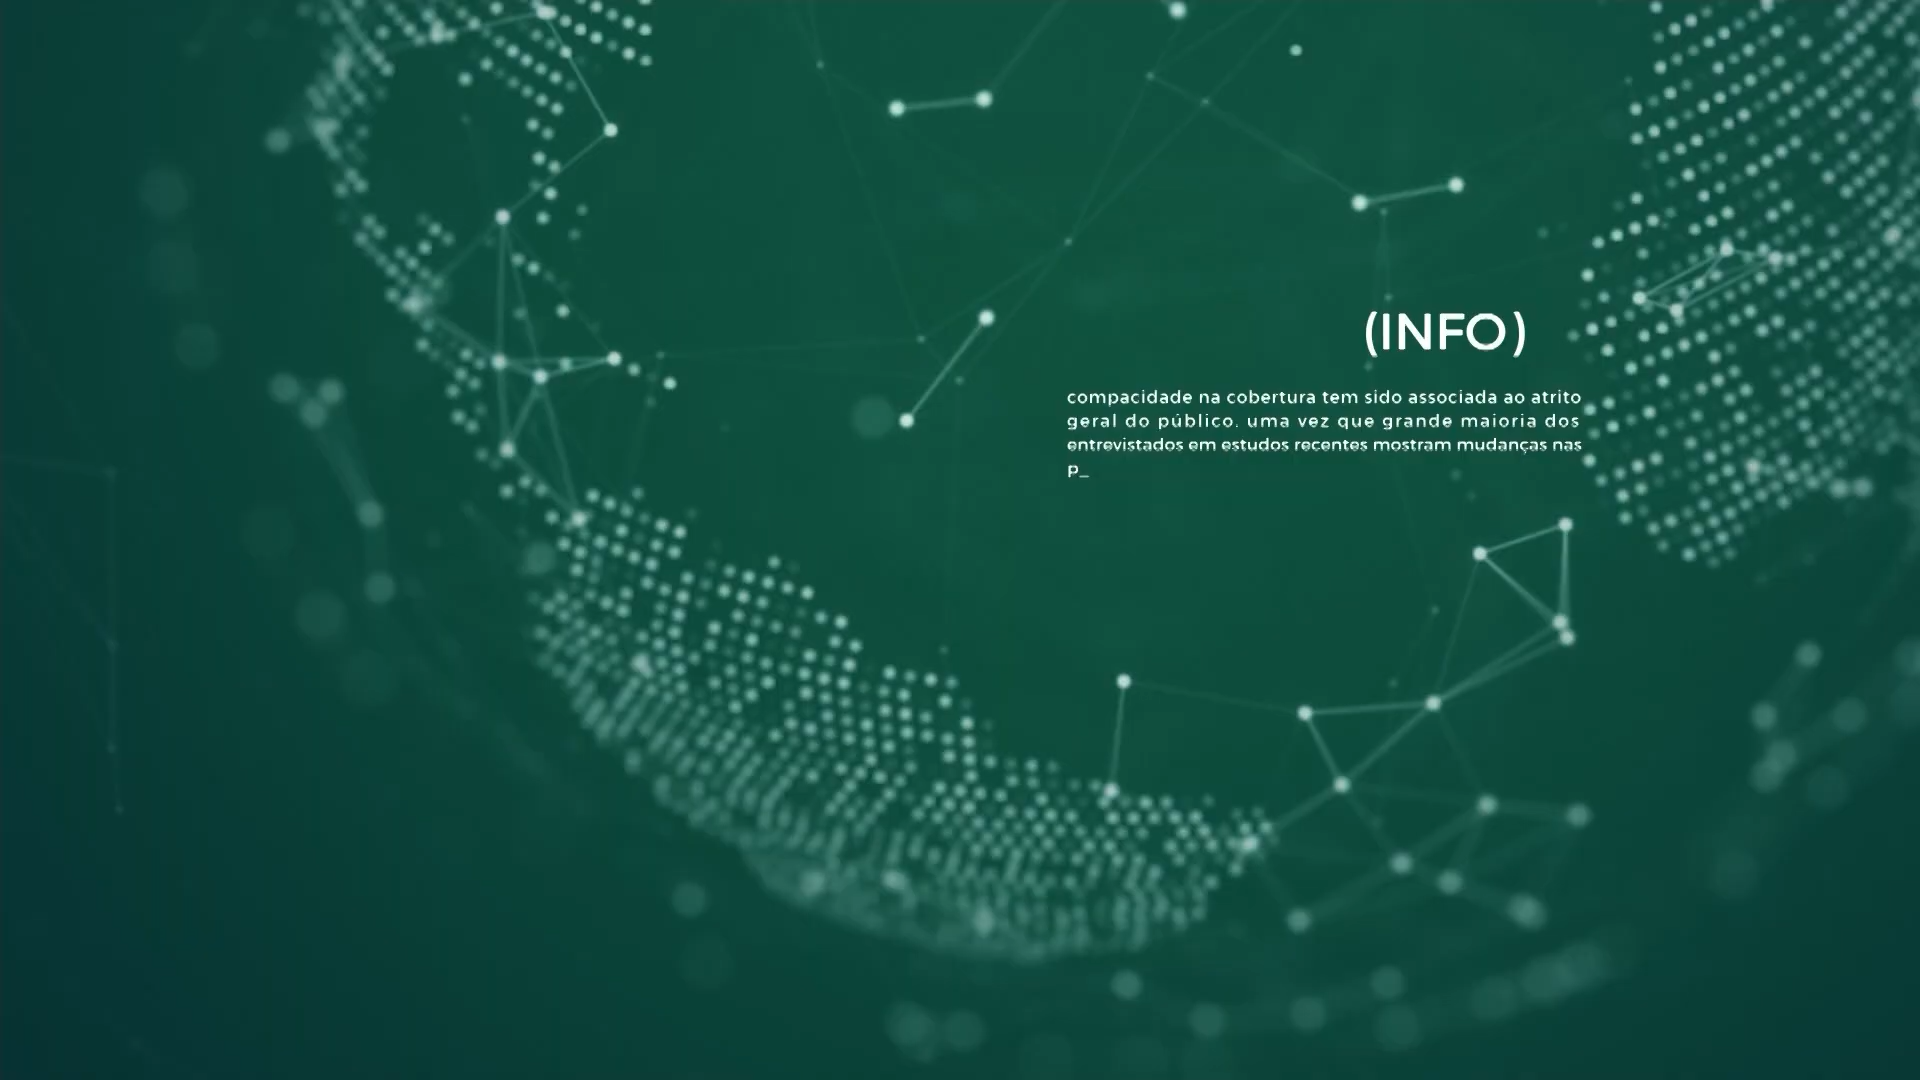 (INFO)
compacidade na cobertura tem sido associada ao atrito
geral do público. uma vez que grande maioria dos
entrevistados em estudos recentes mostram mudanças nas
p_